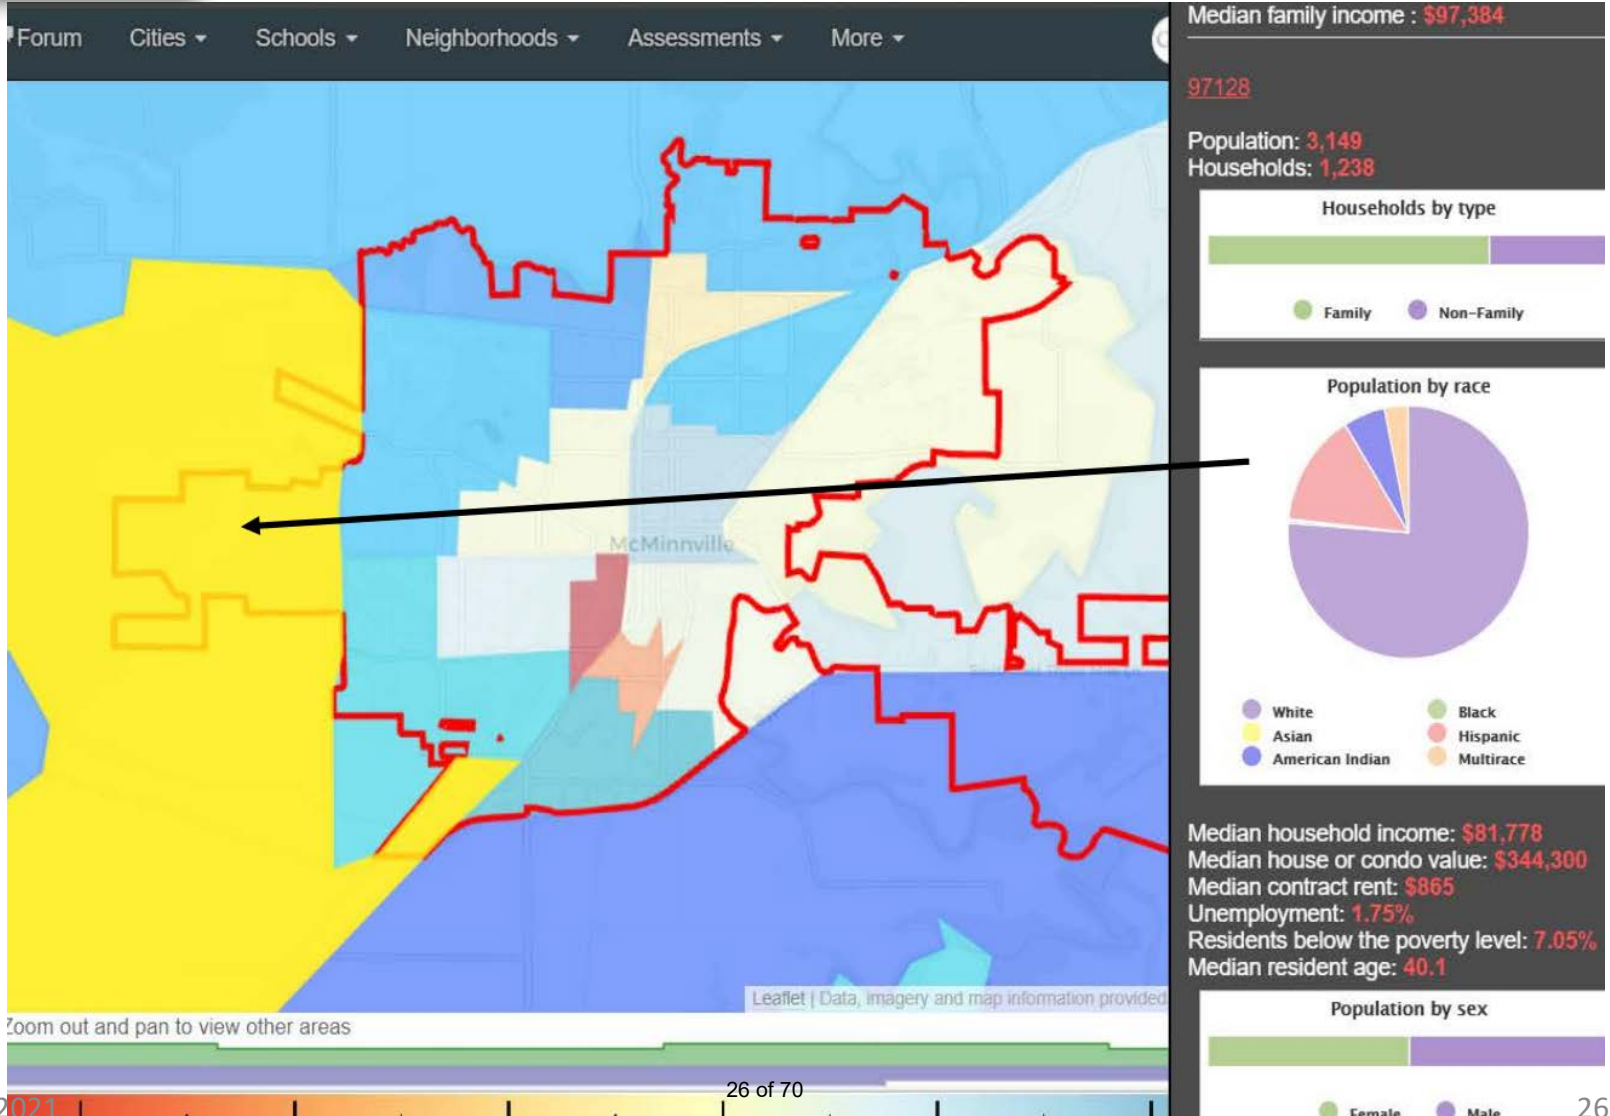 Forum Cities Schools Neighborhoods Assessments More
Median family income : $97,384
97128
Population: 3,149
Households: 1,238
Households by type
Family Non-Family
Population by race
White Black
Asian Hispanic
American Indian Multirace
Median household income: $81,778
Median house or condo value: $344,300
Median contract rent: $865
Unemployment: 1.75%
Residents below the poverty level: 7.05%
Median resident age: 40.1
Population by sex
Female Male
McMinnville
Leaflet | Data, imagery and map information provided
Zoom out and pan to view other areas
26 of 70
2021
26